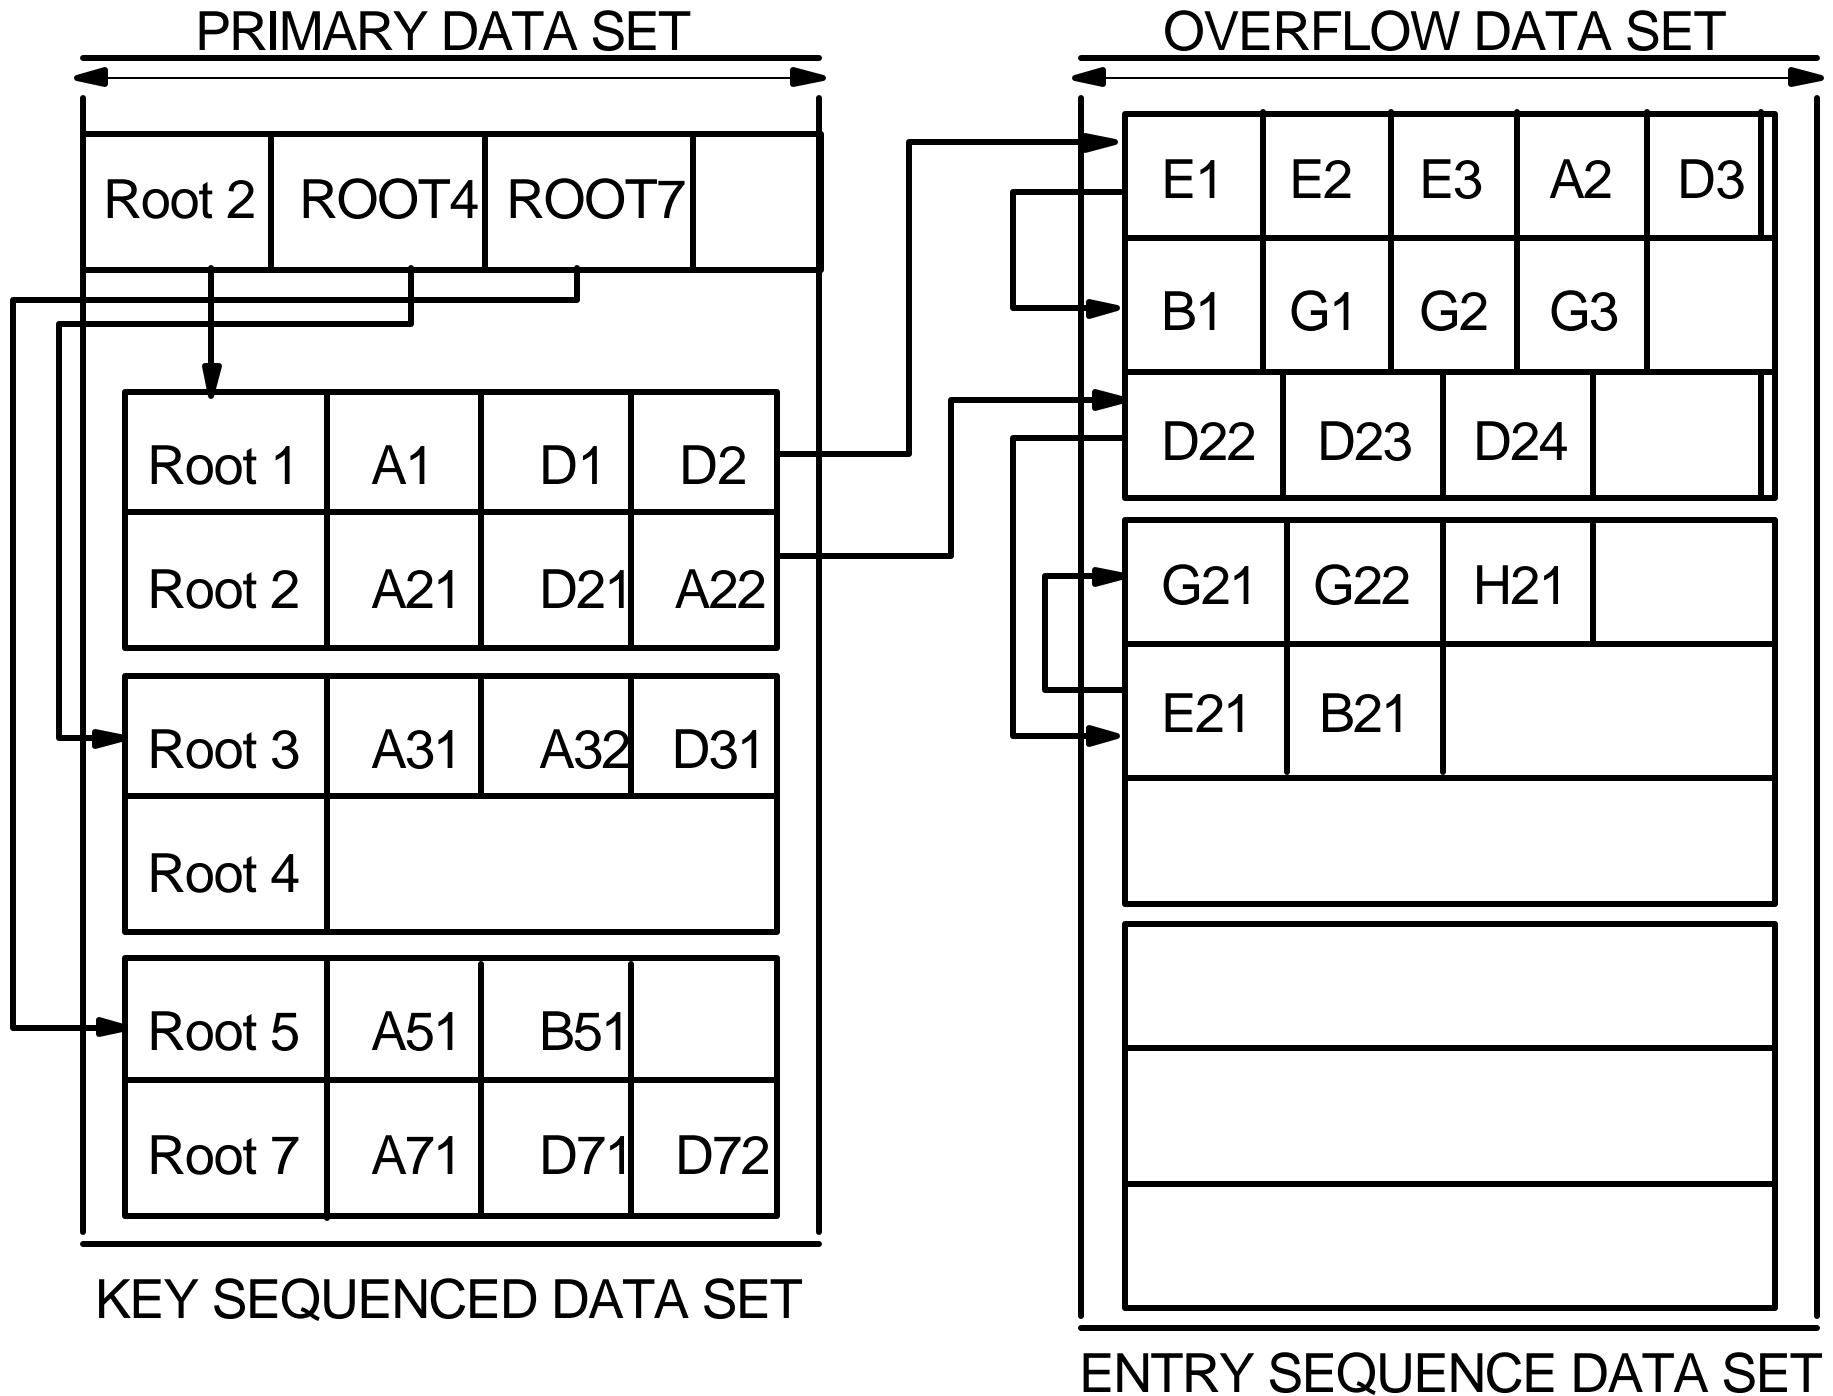 PRIMARY DATA SET
Root 2 ROOT4 ROOT7
Root 1 A1 D1 D2
Root 2 A21 D21 A22
Root 3 A31 A32 D31
Root 4
Root 5 A51 B51
Root 7 A71 D71 D72
KEY SEQUENCED DATA SET
OVERFLOW DATA SET
E1 E2 E3 A2 D3
B1 G1 G2 G3
D22 D23 D24
G21 G22 H21
E21 B21
ENTRY SEQUENCE DATA SET